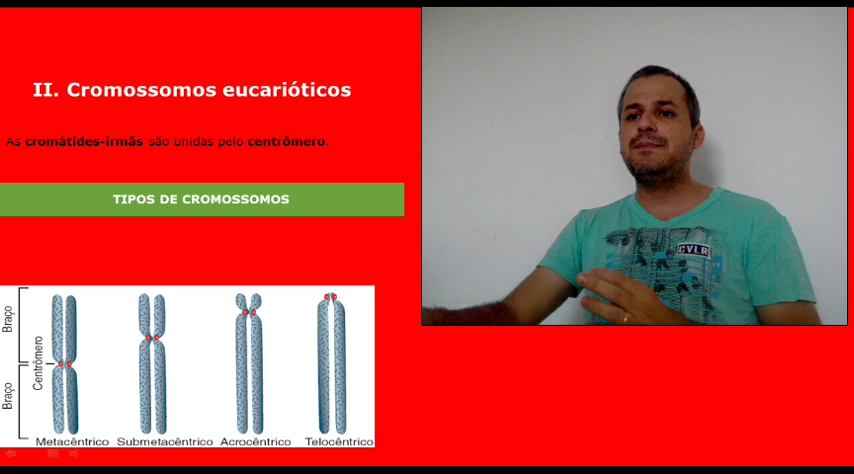 II. Cromossomos eucarióticos
As cromátides-irmãs são unidas pelo centrômero.
TIPOS DE CROMOSSOMOS
Braço
Centrômero
Braço
Metacêntrico Submetacêntrico Acrocêntrico Telocêntrico
CVLR